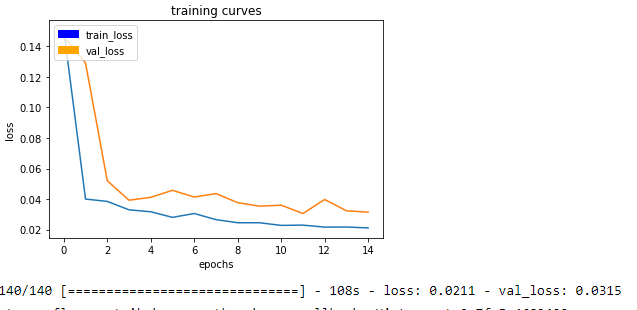 training curves
train_loss
val_loss
0.14
0.12
0.10
0.08
0.06
0.04
0.02
loss
0 2 4 6 8 10 12 14
epochs
140/140 [==============================] - 108s - loss: 0.0211 - val_loss: 0.0315